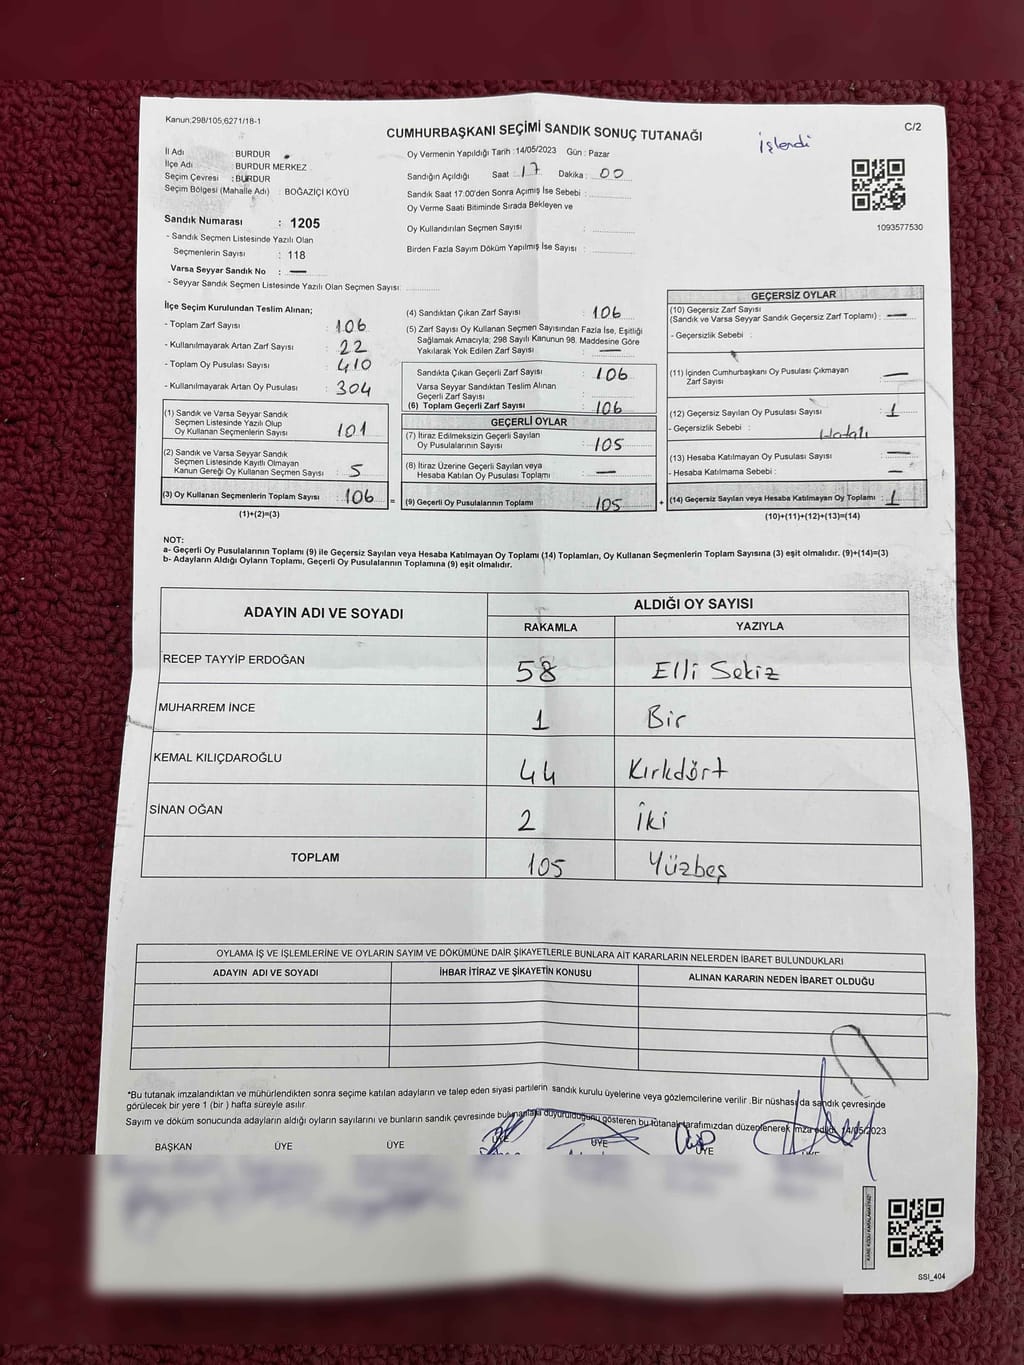 Kanun;298/105,6271/18-1
CUMHURBAŞKANI SEÇİMİ SANDIK SONUÇ TUTANAĞI
işlendi
C/2
İl Adı : BURDUR
İlçe Adı : BURDUR MERKEZ
Seçim Çevresi : BURDUR
Seçim Bölgesi (Mahalle Adı) : BOĞAZİÇİ KÖYÜ
Sandık Numarası : 1205
- Sandık Seçmen Listesinde Yazılı Olan
Seçmenlerin Sayısı : 118
Varsa Seyyar Sandık No : —
- Seyyar Sandık Seçmen Listesinde Yazılı Olan Seçmen Sayısı:
Oy Vermenin Yapıldığı Tarih :14/05/2023 Gün : Pazar
Sandığın Açıldığı Saat : 17 Dakika : 00
Sandık Saat 17.00'den Sonra Açımış İse Sebebi :
Oy Verme Saati Bitiminde Sırada Bekleyen ve
Oy Kullandırılan Seçmen Sayısı :
Birden Fazla Sayım Döküm Yapılmış İse Sayısı :
1093577530
İlçe Seçim Kurulundan Teslim Alınan;
- Toplam Zarf Sayısı : 106
- Kullanılmayarak Artan Zarf Sayısı : 22
- Toplam Oy Pusulası Sayısı : 410
- Kullanılmayarak Artan Oy Pusulası : 304
(1) Sandık ve Varsa Seyyar Sandık
Seçmen Listesinde Yazılı Olup
Oy Kullanan Seçmenlerin Sayısı : 101
(2) Sandık ve Varsa Seyyar Sandık
Seçmen Listesinde Kayıtlı Olmayan
Kanun Gereği Oy Kullanan Seçmen Sayısı : 5
(3) Oy Kullanan Seçmenlerin Toplam Sayısı : 106
(1)+(2)=(3)
(4) Sandıktan Çıkan Zarf Sayısı : 106
(5) Zarf Sayısı Oy Kullanan Seçmen Sayısından Fazla İse, Eşitliği
Sağlamak Amacıyla; 298 Sayılı Kanunun 98. Maddesine Göre
Yakılarak Yok Edilen Zarf Sayısı : —
Sandıkta Çıkan Geçerli Zarf Sayısı : 106
Varsa Seyyar Sandıktan Teslim Alınan
Geçerli Zarf Sayısı :
(6) Toplam Geçerli Zarf Sayısı : 106
GEÇERLİ OYLAR
(7) İtiraz Edilmeksizin Geçerli Sayılan
Oy Pusulalarının Sayısı : 105
(8) İtiraz Üzerine Geçerli Sayılan veya
Hesaba Katılan Oy Pusulası Toplamı : —
= (9) Geçerli Oy Pusulalarının Toplamı : 105
GEÇERSİZ OYLAR
(10) Geçersiz Zarf Sayısı
(Sandık ve Varsa Seyyar Sandık Geçersiz Zarf Toplamı) : —
- Geçersizlik Sebebi :
(11) İçinden Cumhurbaşkanı Oy Pusulası Çıkmayan
Zarf Sayısı : —
(12) Geçersiz Sayılan Oy Pusulası Sayısı : 1
- Geçersizlik Sebebi : Hatalı
(13) Hesaba Katılmayan Oy Pusulası Sayısı : —
- Hesaba Katılmama Sebebi : —
+ (14) Geçersiz Sayılan veya Hesaba Katılmayan Oy Toplamı : 1
(10)+(11)+(12)+(13)=(14)
NOT:
a- Geçerli Oy Pusulalarının Toplamı (9) ile Geçersiz Sayılan veya Hesaba Katılmayan Oy Toplamı (14) Toplamları, Oy Kullanan Seçmenlerin Toplam Sayısına (3) eşit olmalıdır. (9)+(14)=(3)
b- Adayların Aldığı Oyların Toplamı, Geçerli Oy Pusulalarının Toplamına (9) eşit olmalıdır.
ADAYIN ADI VE SOYADI ALDIĞI OY SAYISI
RAKAMLA YAZIYLA
RECEP TAYYİP ERDOĞAN 58 Elli Sekiz
MUHARREM İNCE 1 Bir
KEMAL KILIÇDAROĞLU 44 Kırkdört
SİNAN OĞAN 2 İki
TOPLAM 105 Yüzbeş
OYLAMA İŞ VE İŞLEMLERİNE VE OYLARIN SAYIM VE DÖKÜMÜNE DAİR ŞİKAYETLERLE BUNLARA AİT KARARLARIN NELERDEN İBARET BULUNDUKLARI
ADAYIN ADI VE SOYADI İHBAR İTİRAZ VE ŞİKAYETİN KONUSU ALINAN KARARIN NEDEN İBARET OLDUĞU
*Bu tutanak imzalandıktan ve mühürlendikten sonra seçime katılan adayların ve talep eden siyasi partilerin sandık kurulu üyelerine veya gözlemcilerine verilir .Bir nüshası da sandık çevresinde
görülecek bir yere 1 (bir ) hafta süreyle asılır.
Sayım ve döküm sonucunda adayların aldığı oyların sayılarını ve bunların sandık çevresinde bulunanlara duyurulduğunu gösteren bu tutanak tarafımızdan düzenlenerek imza edildi. 14/05/2023
BAŞKAN ÜYE ÜYE ÜYE ÜYE ÜYE ÜYE
SSI_404